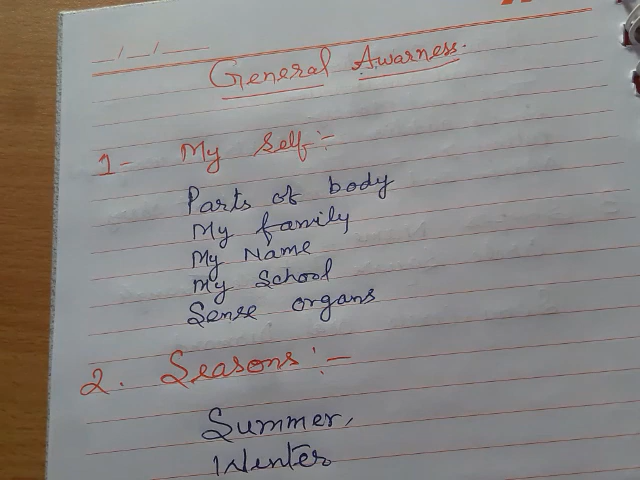 General Awarness.
1- My Self:-
Parts of body
My family
My Name
My School
Sense organs
2. Seasons:-
Summer,
Winter